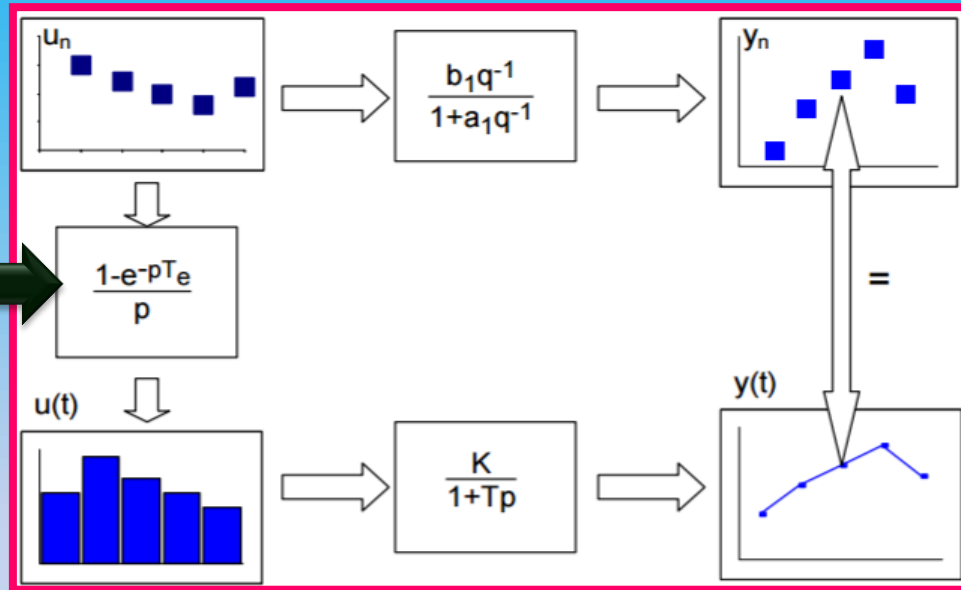 uₙ
b₁q⁻¹
1+a₁q⁻¹
yₙ
1-e^-pTₑ
p
=
u(t)
K
1+Tp
y(t)